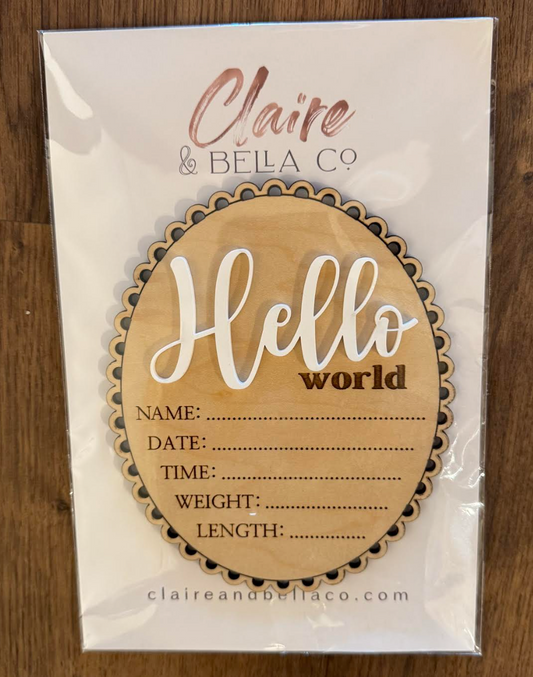 Claire
& BELLA Co
Hello
world
NAME: ........................................
DATE: .....................................
TIME: .................................
WEIGHT: ......................
LENGTH: ..............
claireandbellaco.com